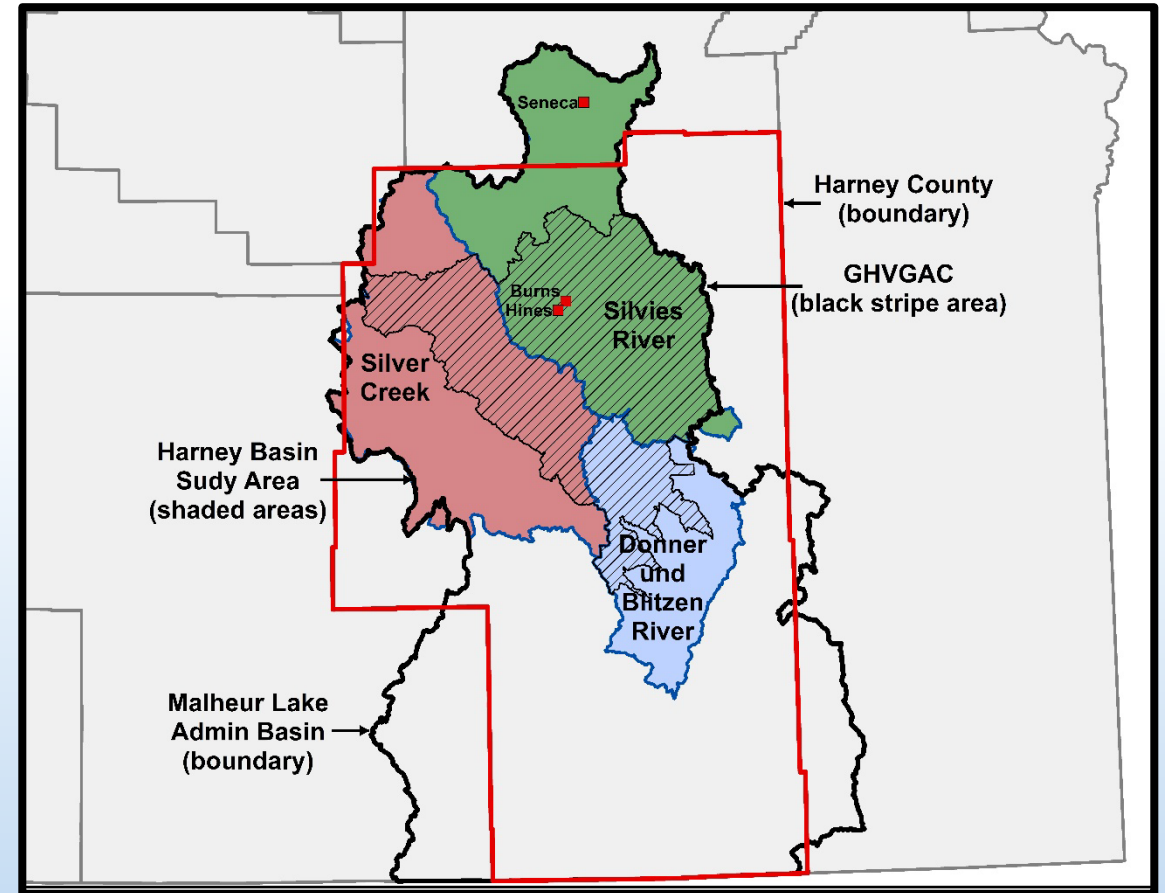 Seneca
Harney County
(boundary)
GHVGAC
(black stripe area)
Burns
Hines
Silvies
River
Silver
Creek
Harney Basin
Sudy Area
(shaded areas)
Donner
und
Blitzen
River
Malheur Lake
Admin Basin
(boundary)